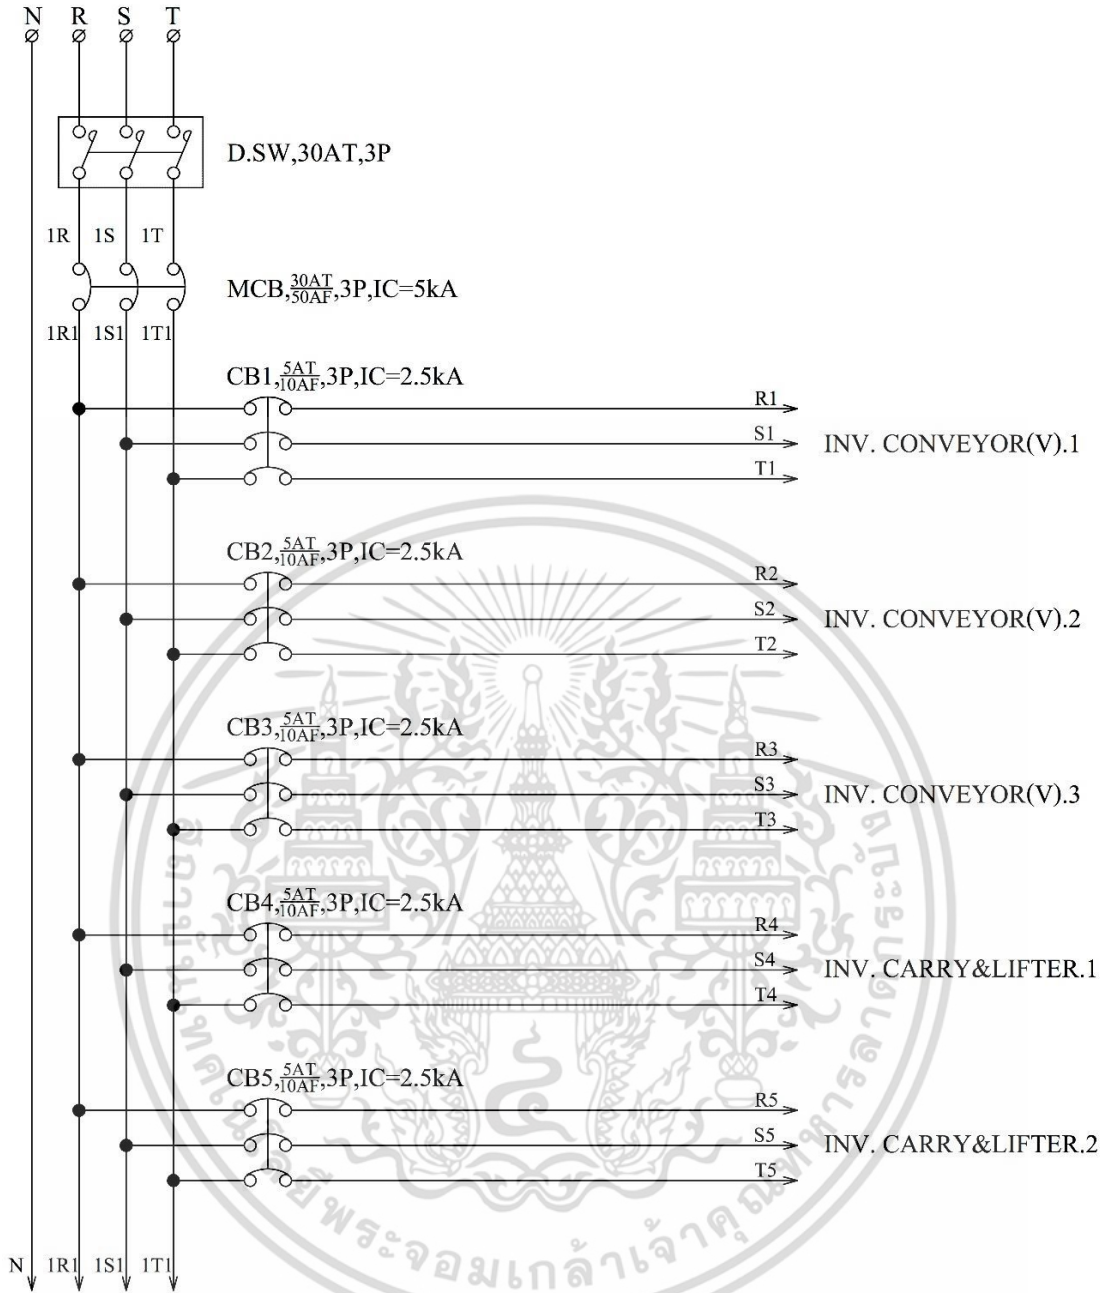 N R S T
D.SW,30AT,3P
1R 1S 1T
MCB,30AT/50AF,3P,IC=5kA
1R1 1S1 1T1
CB1,5AT/10AF,3P,IC=2.5kA
R1
S1
INV. CONVEYOR(V).1
T1
CB2,5AT/10AF,3P,IC=2.5kA
R2
S2
INV. CONVEYOR(V).2
T2
CB3,5AT/10AF,3P,IC=2.5kA
R3
S3
INV. CONVEYOR(V).3
T3
CB4,5AT/10AF,3P,IC=2.5kA
R4
S4
INV. CARRY&LIFTER.1
T4
CB5,5AT/10AF,3P,IC=2.5kA
R5
S5
INV. CARRY&LIFTER.2
T5
N 1R1 1S1 1T1